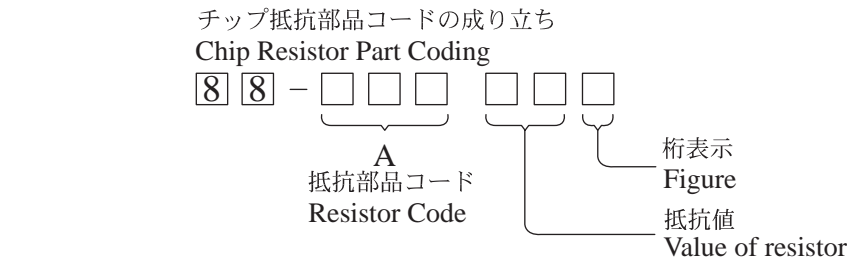 チップ抵抗部品コードの成り立ち
Chip Resistor Part Coding
8 8 – □ □ □ □ □ □
A
抵抗部品コード
Resistor Code
桁表示
Figure
抵抗値
Value of resistor